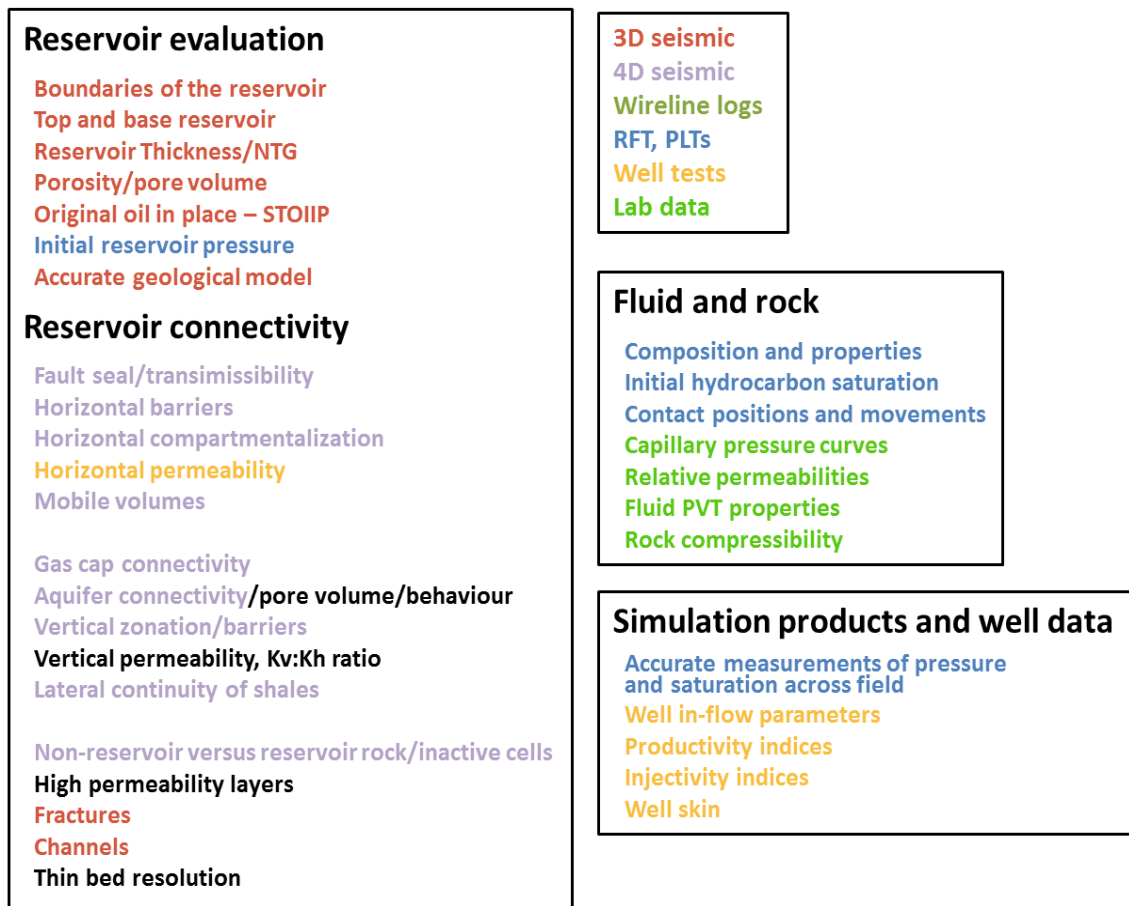 Reservoir evaluation
Boundaries of the reservoir
Top and base reservoir
Reservoir Thickness/NTG
Porosity/pore volume
Original oil in place – STOIIP
Initial reservoir pressure
Accurate geological model
Reservoir connectivity
Fault seal/transimissibility
Horizontal barriers
Horizontal compartmentalization
Horizontal permeability
Mobile volumes
Gas cap connectivity
Aquifer connectivity/pore volume/behaviour
Vertical zonation/barriers
Vertical permeability, Kv:Kh ratio
Lateral continuity of shales
Non-reservoir versus reservoir rock/inactive cells
High permeability layers
Fractures
Channels
Thin bed resolution
3D seismic
4D seismic
Wireline logs
RFT, PLTs
Well tests
Lab data
Fluid and rock
Composition and properties
Initial hydrocarbon saturation
Contact positions and movements
Capillary pressure curves
Relative permeabilities
Fluid PVT properties
Rock compressibility
Simulation products and well data
Accurate measurements of pressure
and saturation across field
Well in-flow parameters
Productivity indices
Injectivity indices
Well skin